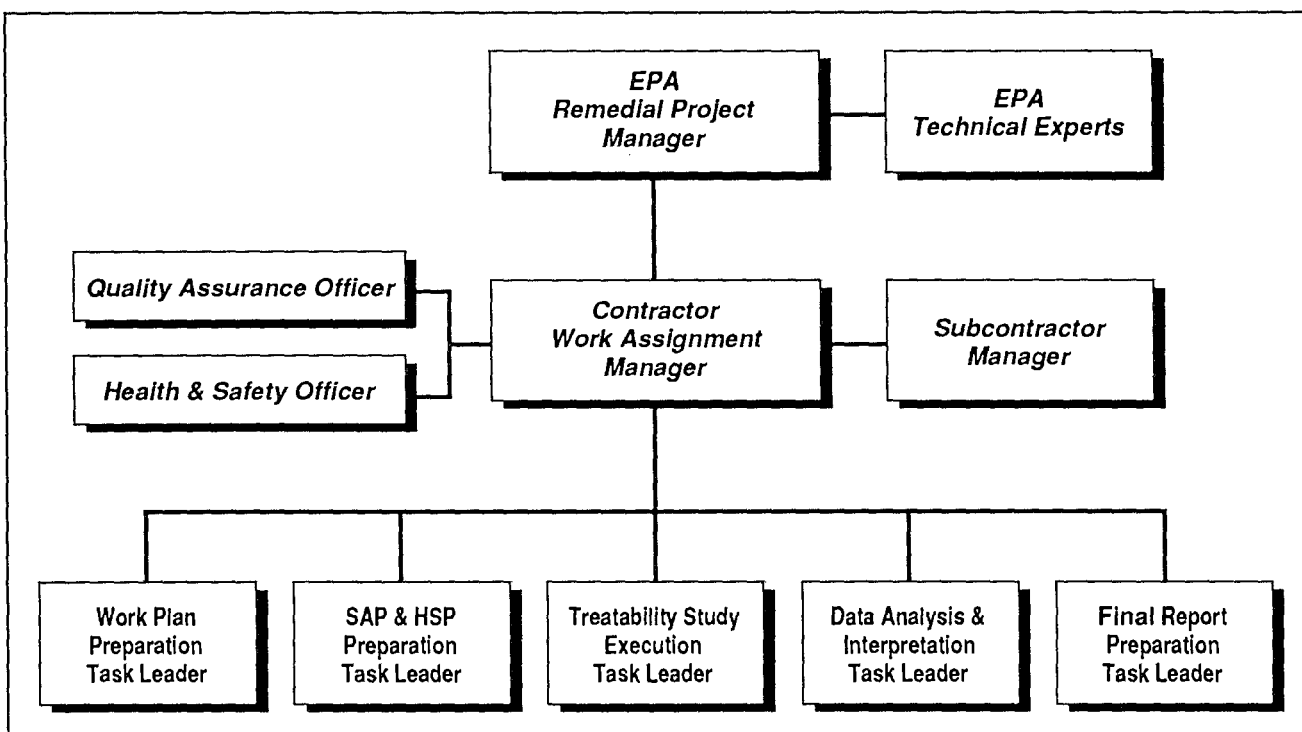 EPA
Remedial Project
Manager
EPA
Technical Experts
Quality Assurance Officer
Health & Safety Officer
Contractor
Work Assignment
Manager
Subcontractor
Manager
Work Plan
Preparation
Task Leader
SAP & HSP
Preparation
Task Leader
Treatability Study
Execution
Task Leader
Data Analysis &
Interpretation
Task Leader
Final Report
Preparation
Task Leader